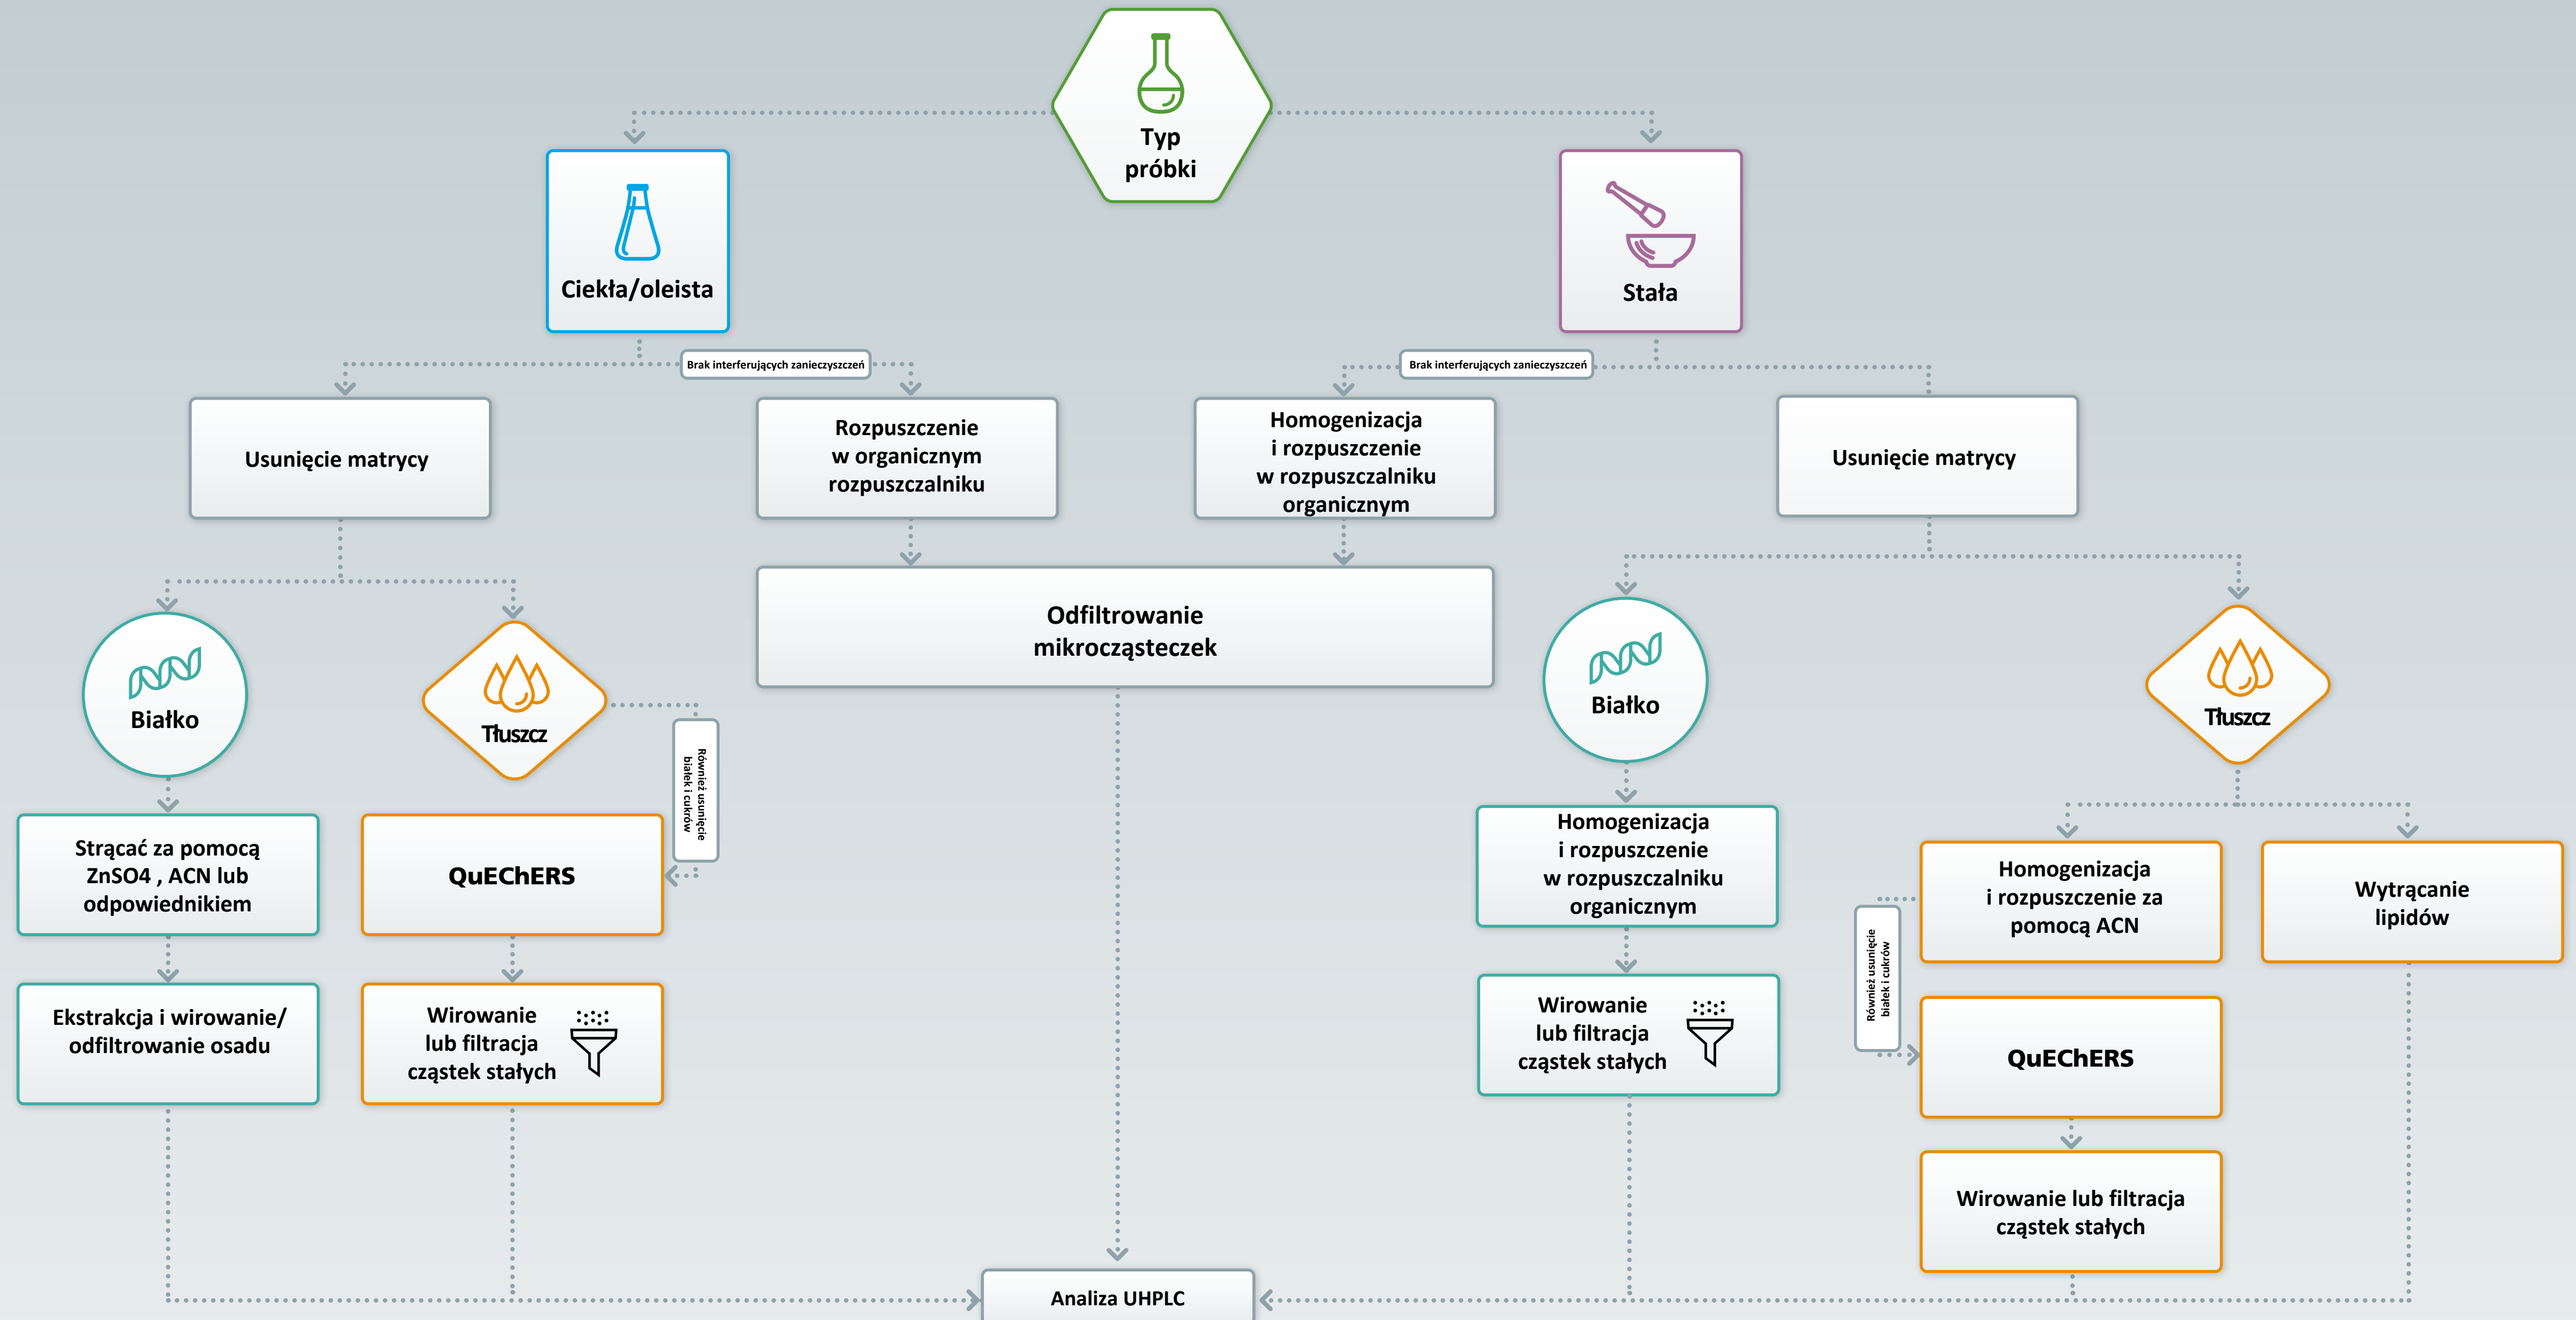 Typ
próbki
Ciekła/oleista
Stała
Brak interferujących zanieczyszczeń
Brak interferujących zanieczyszczeń
Usunięcie matrycy
Rozpuszczenie
w organicznym
rozpuszczalniku
Homogenizacja
i rozpuszczenie
w rozpuszczalniku
organicznym
Usunięcie matrycy
Odfiltrowanie
mikrocząsteczek
Białko
Tłuszcz
Również usunięcie
białek i cukrów
Białko
Tłuszcz
Strącać za pomocą
ZnSO4 , ACN lub
odpowiednikiem
QuEChERS
Homogenizacja
i rozpuszczenie
w rozpuszczalniku
organicznym
Homogenizacja
i rozpuszczenie za
pomocą ACN
Wytrącanie
lipidów
Również usunięcie
białek i cukrów
Ekstrakcja i wirowanie/
odfiltrowanie osadu
Wirowanie
lub filtracja
cząstek stałych
Wirowanie
lub filtracja
cząstek stałych
QuEChERS
Wirowanie lub filtracja
cząstek stałych
Analiza UHPLC